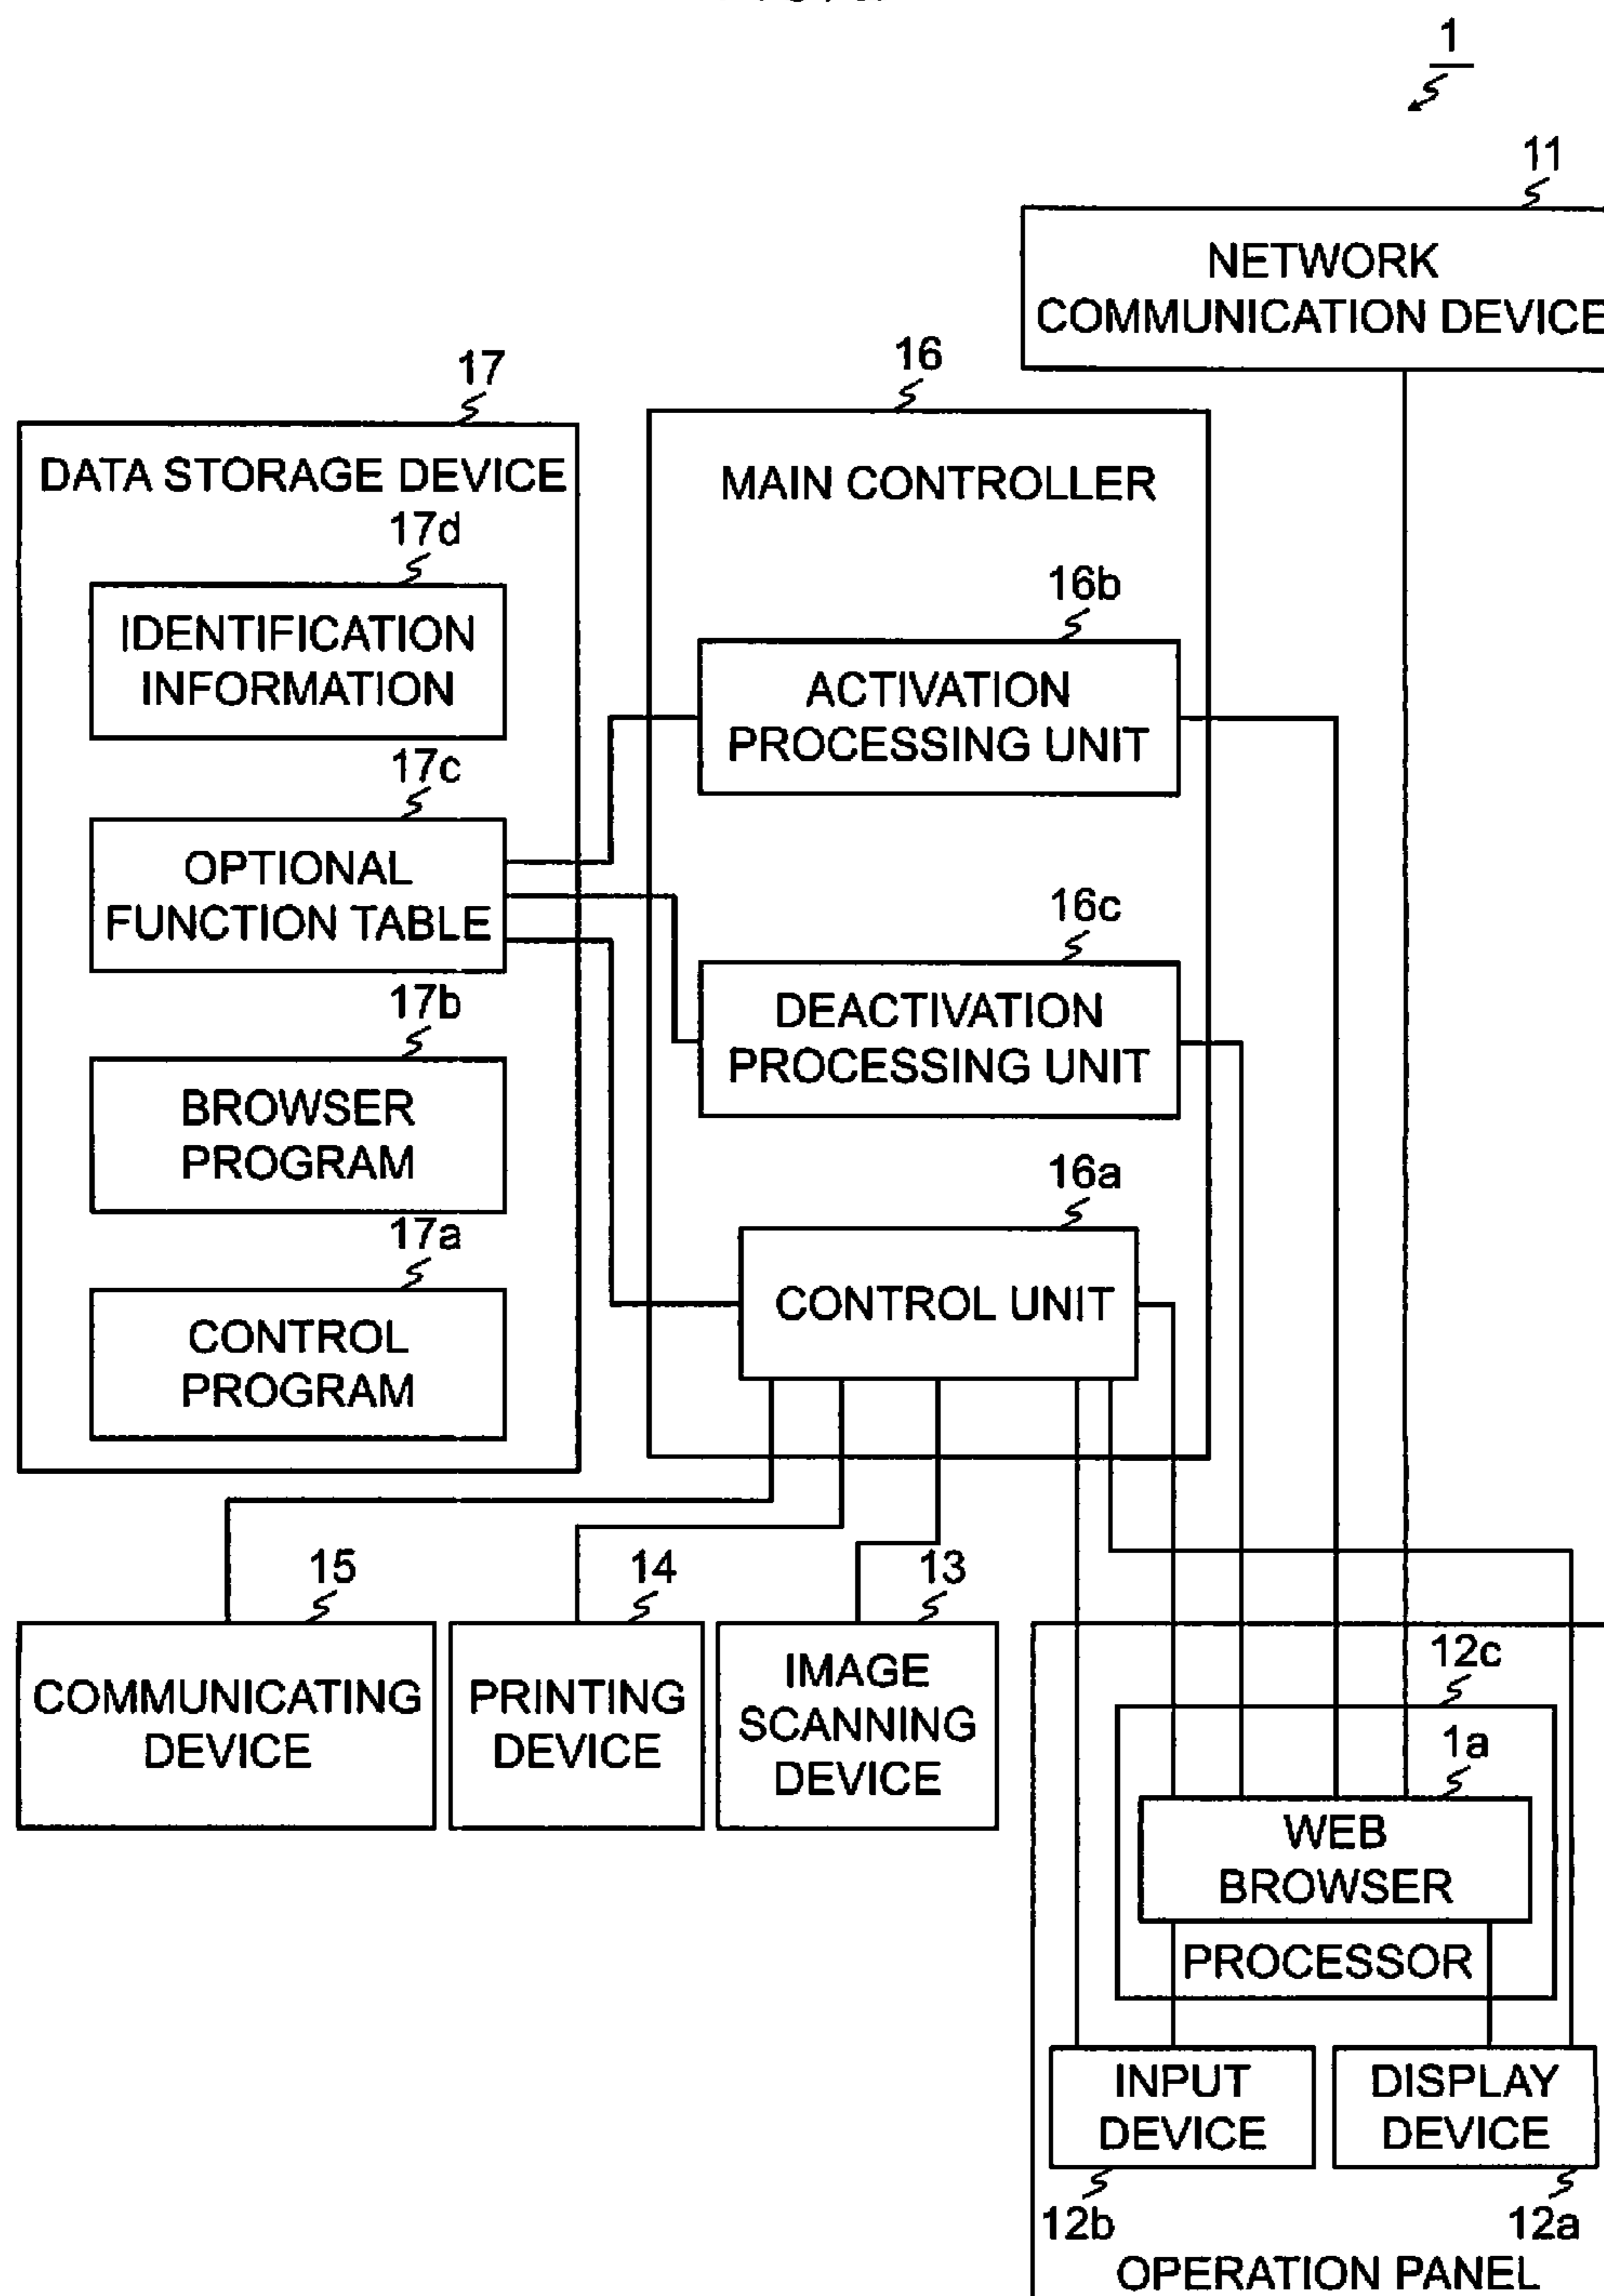 1
11
NETWORK
COMMUNICATION DEVICE
17
16
DATA STORAGE DEVICE
MAIN CONTROLLER
17d
IDENTIFICATION
INFORMATION
16b
ACTIVATION
PROCESSING UNIT
17c
OPTIONAL
FUNCTION TABLE
16c
DEACTIVATION
PROCESSING UNIT
17b
BROWSER
PROGRAM
16a
CONTROL UNIT
17a
CONTROL
PROGRAM
15
COMMUNICATING
DEVICE
14
PRINTING
DEVICE
13
IMAGE
SCANNING
DEVICE
12c
1a
WEB
BROWSER
PROCESSOR
INPUT
DEVICE
DISPLAY
DEVICE
12b
12a
OPERATION PANEL